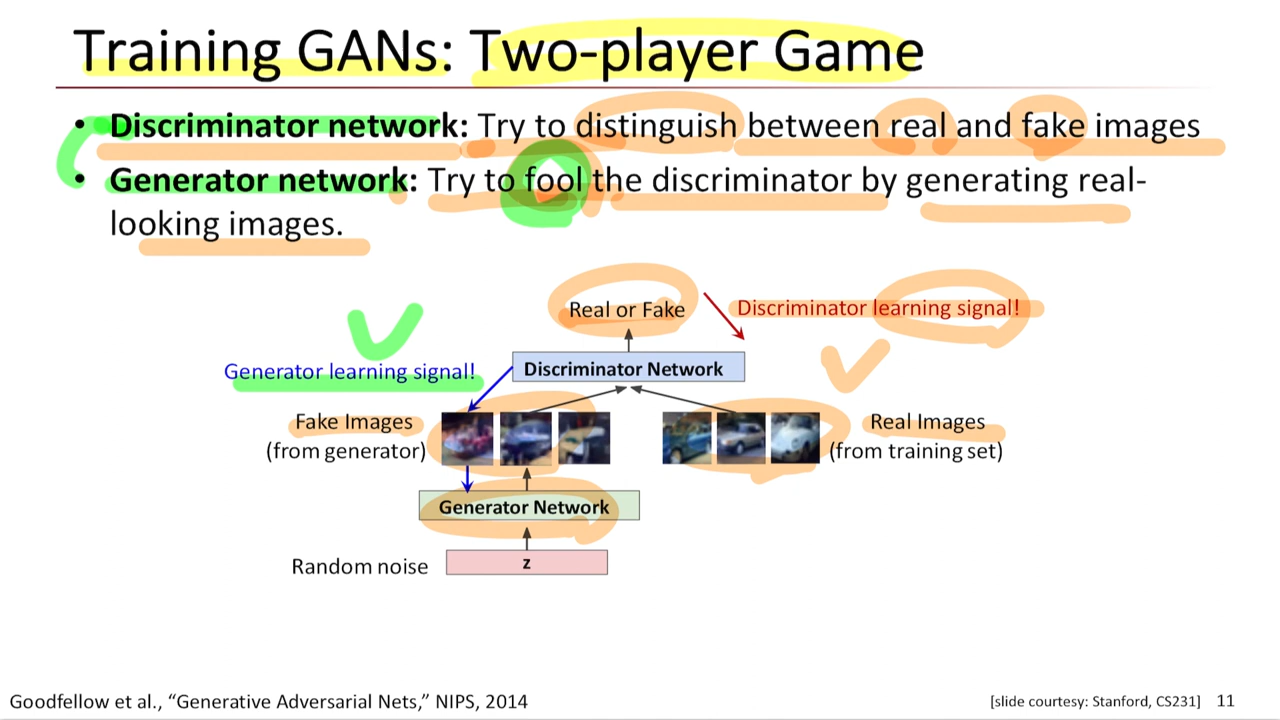 Training GANs: Two-player Game
• Discriminator network: Try to distinguish between real and fake images
• Generator network: Try to fool the discriminator by generating real-
looking images.
Real or Fake
Discriminator learning signal!
Generator learning signal!
Discriminator Network
Fake Images
(from generator)
Real Images
(from training set)
Generator Network
Random noise
z
Goodfellow et al., “Generative Adversarial Nets,” NIPS, 2014
[slide courtesy: Stanford, CS231]
11